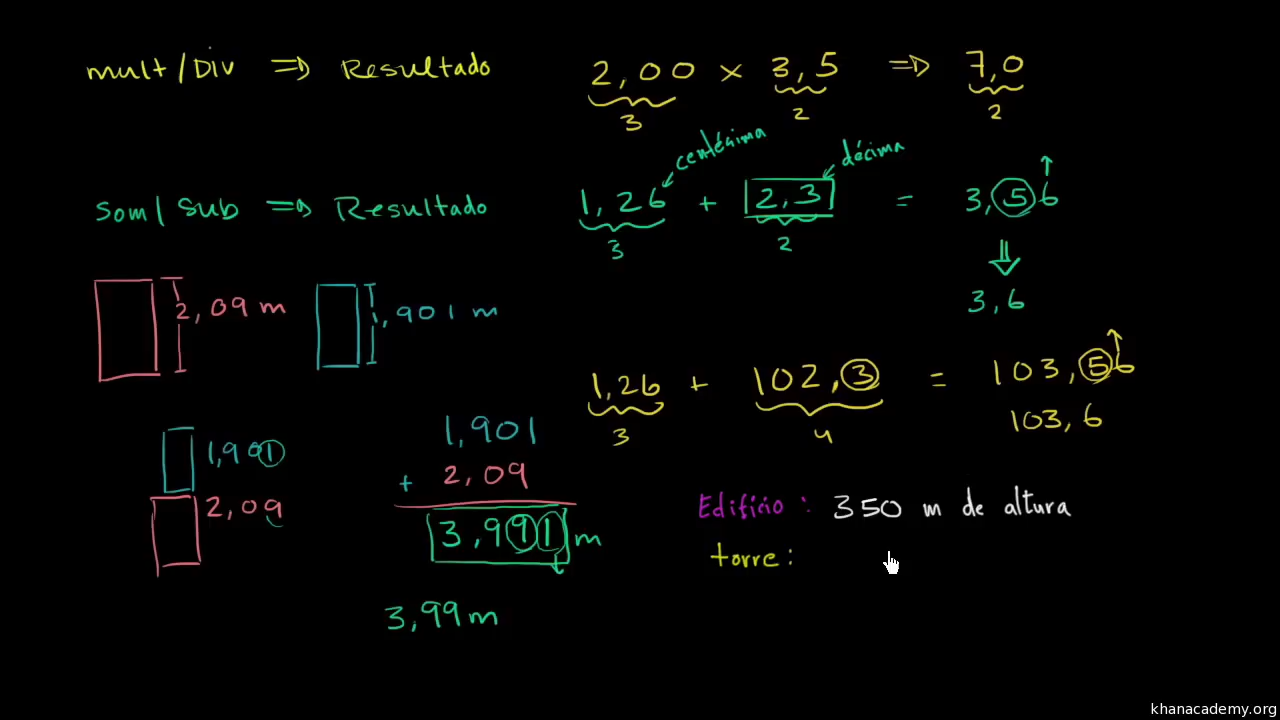 mult/Div ⇒ Resultado
2,00 x 3,5 ⇒ 7,0
3 2 2
centésima décima
som/Sub ⇒ Resultado
1,26 + 2,3 = 3,56
3 2
3,6
2,09 m
1,901 m
1,26 + 102,3 = 103,56
3 4
103,6
1,901
2,09
1,901
+ 2,09
3,991 m
3,99 m
Edifício: 350 m de altura
torre:
khanacademy.org